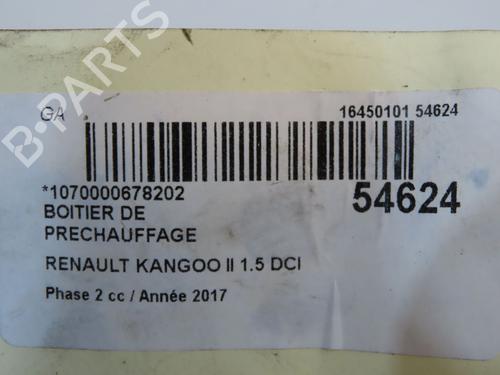 GA
16450101 54624
*1070000678202
54624
BOITIER DE
PRECHAUFFAGE
RENAULT KANGOO II 1.5 DCI
Phase 2 cc / Année 2017
B-PARTS